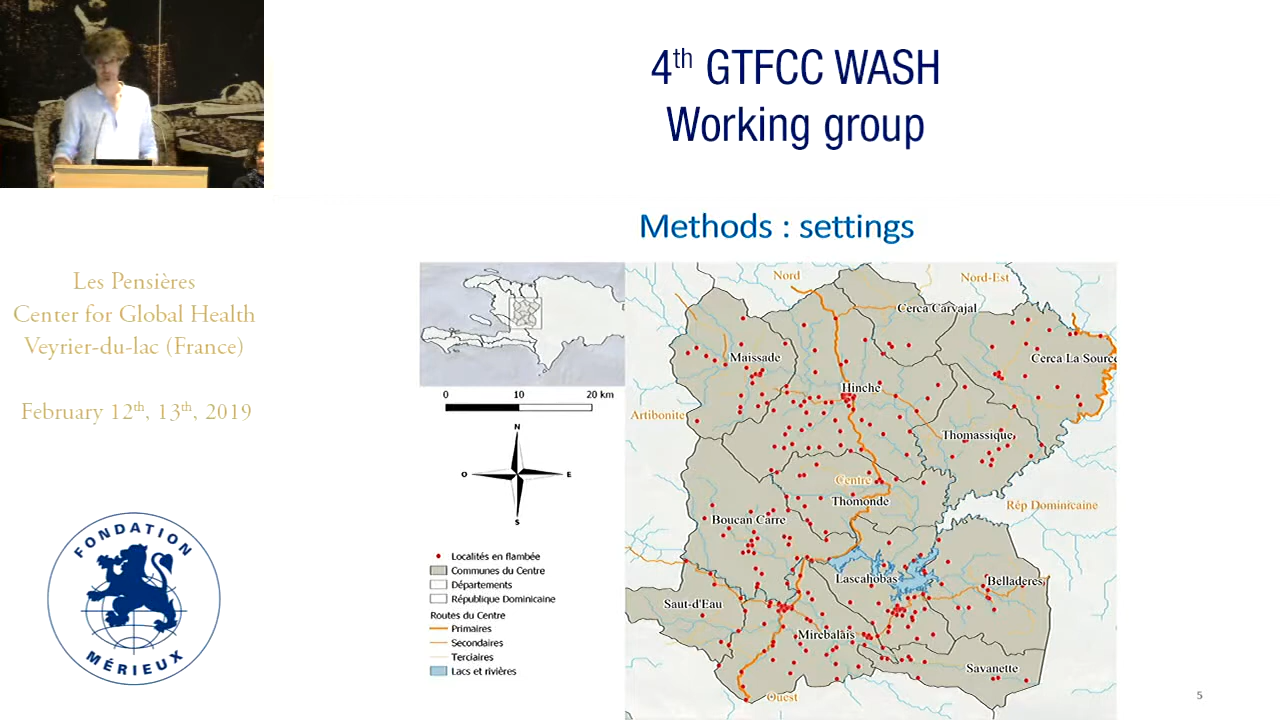 4th GTFCC WASH
Working group
Methods : settings
Les Pensières
Center for Global Health
Veyrier-du-lac (France)
February 12th, 13th, 2019
FONDATION
MÉRIEUX
0 10 20 km
N
O E
S
Localités en flambée
Communes du Centre
Départements
République Dominicaine
Routes du Centre
Primaires
Secondaires
Terciaires
Lacs et rivières
Nord
Nord-Est
Cerca Carvajal
Maissade
Cerca La Source
Hinche
Artibonite
Thomassique
Centre
Thomonde
Rép Dominicaine
Boucan Carre
Lascahobas
Belladeres
Saut-d'Eau
Mirebalais
Savanette
Ouest
5